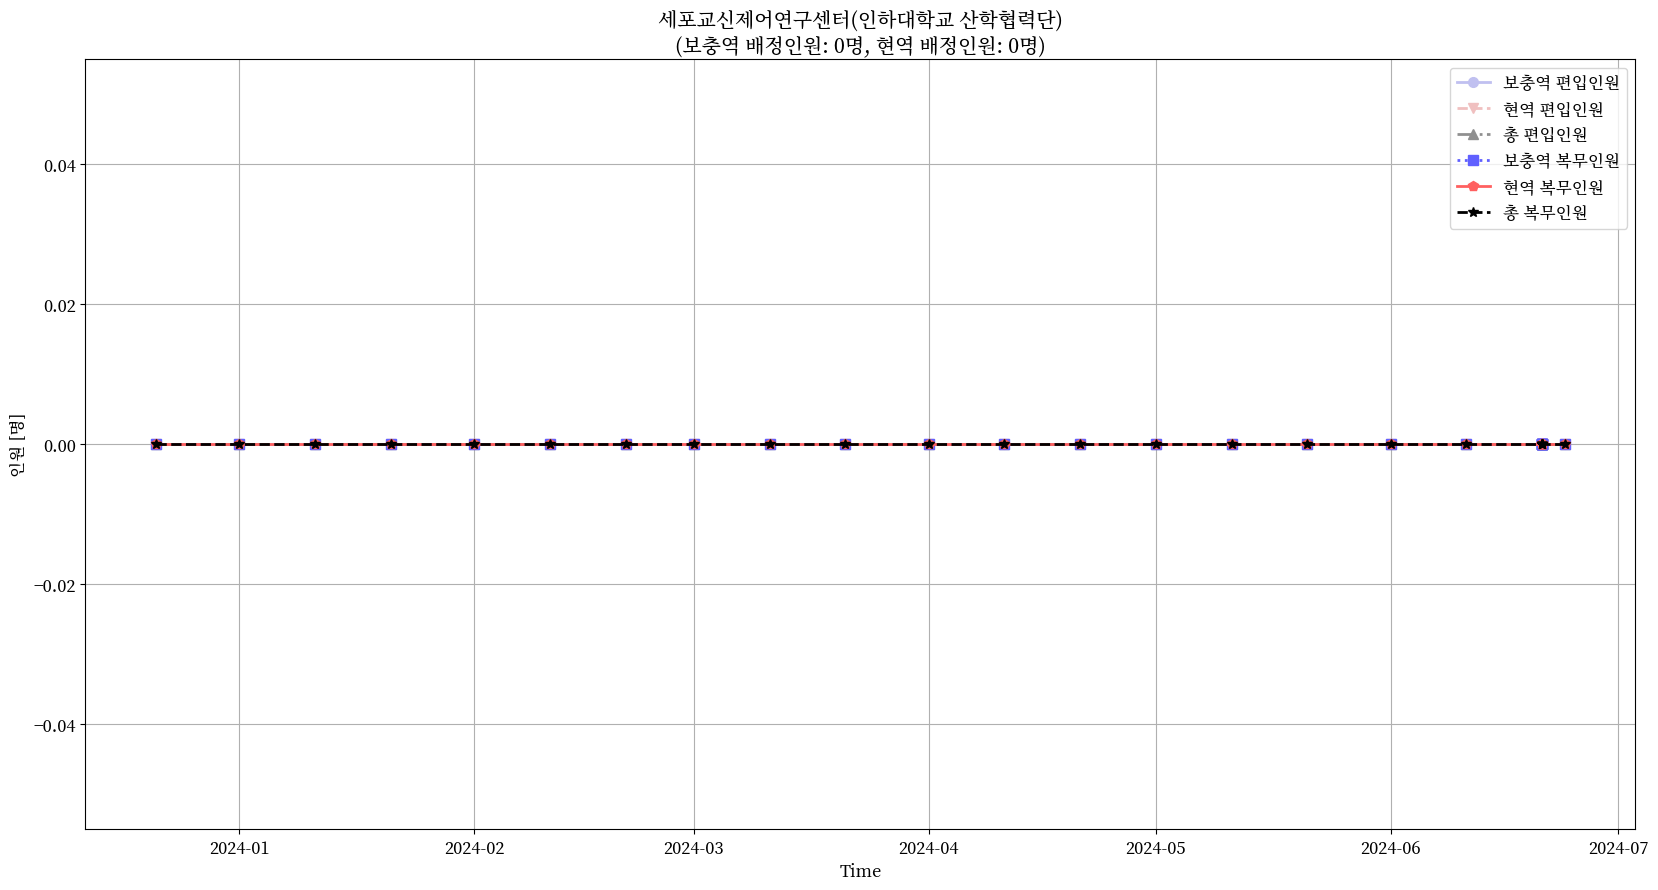 세포교신제어연구센터(인하대학교 산학협력단)
(보충역 배정인원: 0명, 현역 배정인원: 0명)
보충역 편입인원
현역 편입인원
총 편입인원
보충역 복무인원
현역 복무인원
총 복무인원
0.04
0.02
0.00
−0.02
−0.04
인원 [명]
2024-01 2024-02 2024-03 2024-04 2024-05 2024-06 2024-07
Time